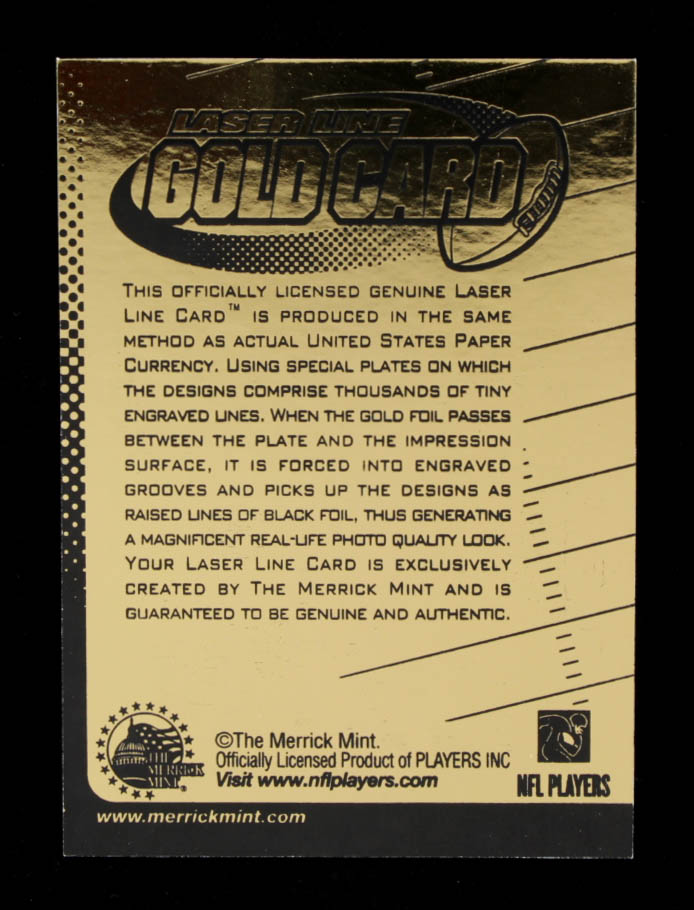 LASER LINE
GOLD CARD
THIS OFFICIALLY LICENSED GENUINE LASER
LINE CARD™ IS PRODUCED IN THE SAME
METHOD AS ACTUAL UNITED STATES PAPER
CURRENCY. USING SPECIAL PLATES ON WHICH
THE DESIGNS COMPRISE THOUSANDS OF TINY
ENGRAVED LINES. WHEN THE GOLD FOIL PASSES
BETWEEN THE PLATE AND THE IMPRESSION
SURFACE, IT IS FORCED INTO ENGRAVED
GROOVES AND PICKS UP THE DESIGNS AS
RAISED LINES OF BLACK FOIL, THUS GENERATING
A MAGNIFICENT REAL-LIFE PHOTO QUALITY LOOK.
YOUR LASER LINE CARD IS EXCLUSIVELY
CREATED BY THE MERRICK MINT AND IS
GUARANTEED TO BE GENUINE AND AUTHENTIC.
THE
MERRICK
MINT®
©The Merrick Mint.
Officially Licensed Product of PLAYERS INC
Visit www.nflplayers.com
NFL PLAYERS
www.merrickmint.com